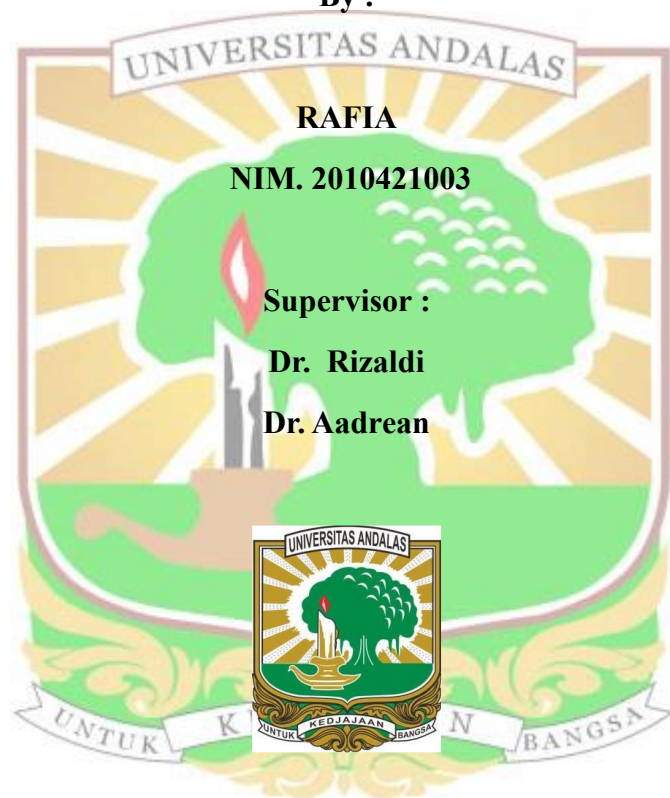 By :
UNIVERSITAS ANDALAS
RAFIA
NIM. 2010421003
Supervisor :
Dr. Rizaldi
Dr. Aadrean
UNIVERSITAS ANDALAS
UNTUK KEDJAJAAN BANGSA
UNTUK K N BANGSA